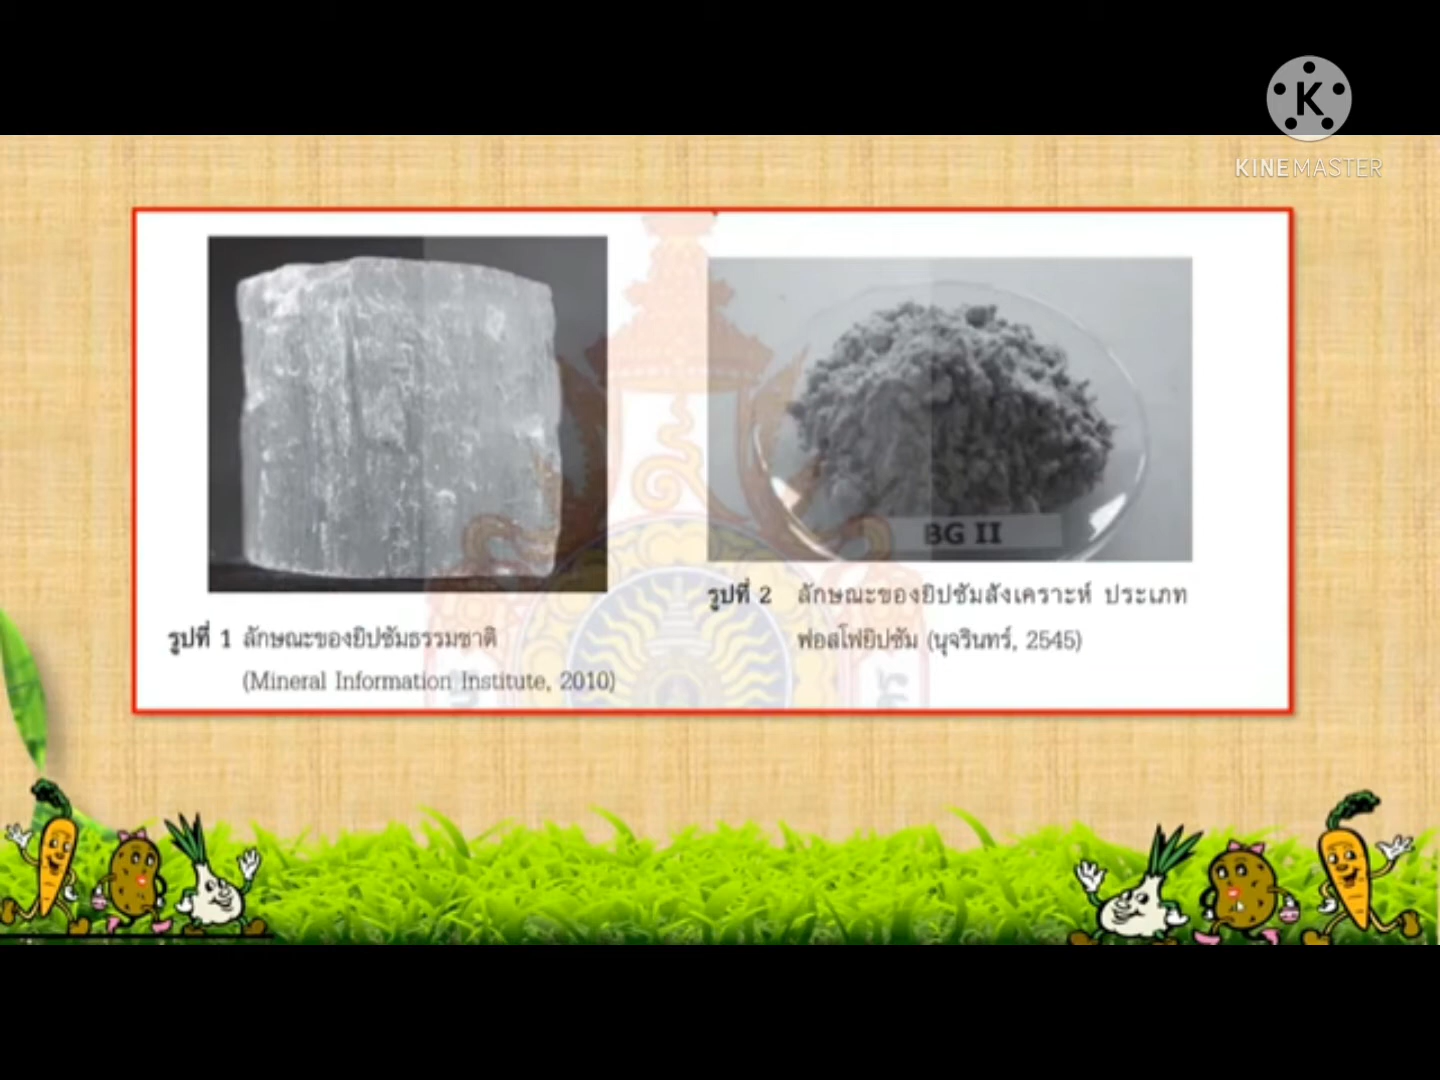 KINEMASTER
BG II
รูปที่ 1 ลักษณะของยิปซัมธรรมชาติ
(Mineral Information Institute, 2010)
รูปที่ 2 ลักษณะของยิปซัมสังเคราะห์ ประเภท
ฟอสโฟยิปซัม (นุจรินทร์, 2545)